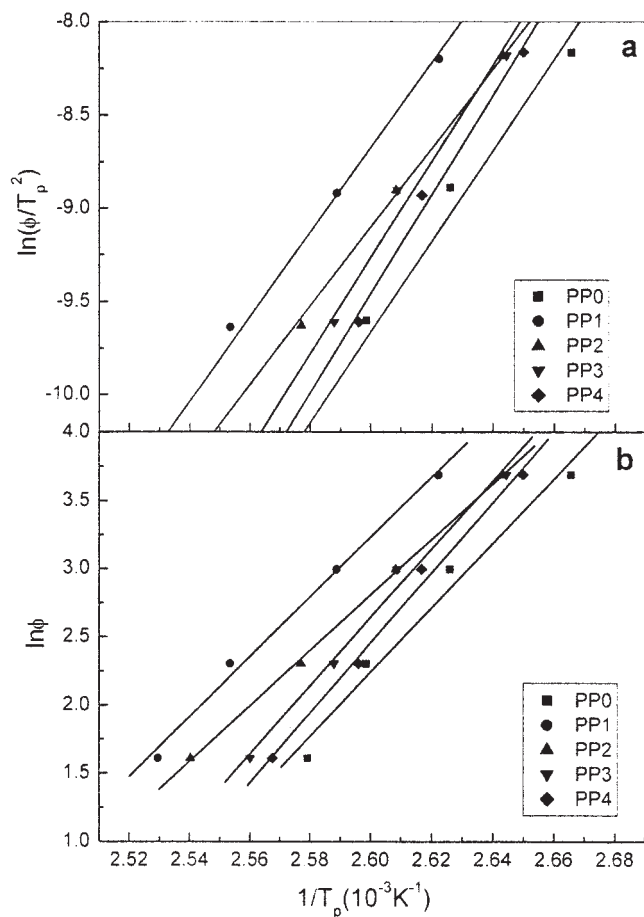 -8.0
a
-8.5
-9.0
-9.5
-10.0
ln(ϕ/Tp²)
PP0
PP1
PP2
PP3
PP4
4.0
b
3.5
3.0
2.5
2.0
1.5
1.0
lnϕ
PP0
PP1
PP2
PP3
PP4
2.52 2.54 2.56 2.58 2.60 2.62 2.64 2.66 2.68
1/Tp(10⁻³K⁻¹)